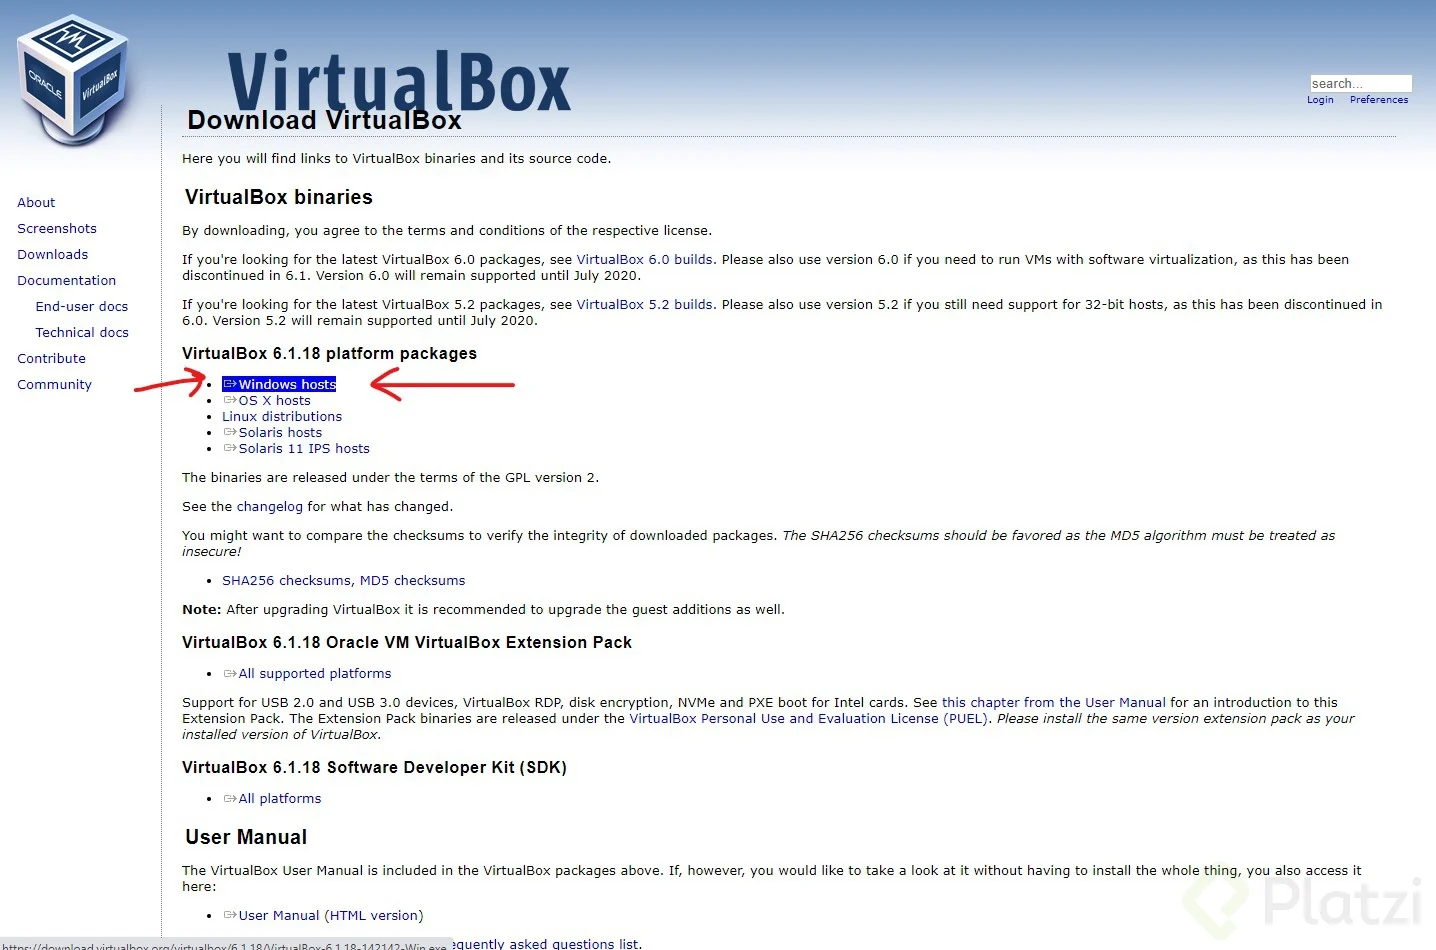 ORACLE
VirtualBox
VirtualBox
search...
Login Preferences
Download VirtualBox
Here you will find links to VirtualBox binaries and its source code.
About
Screenshots
Downloads
Documentation
End-user docs
Technical docs
Contribute
Community
VirtualBox binaries
By downloading, you agree to the terms and conditions of the respective license.
If you're looking for the latest VirtualBox 6.0 packages, see VirtualBox 6.0 builds. Please also use version 6.0 if you need to run VMs with software virtualization, as this has been
discontinued in 6.1. Version 6.0 will remain supported until July 2020.
If you're looking for the latest VirtualBox 5.2 packages, see VirtualBox 5.2 builds. Please also use version 5.2 if you still need support for 32-bit hosts, as this has been discontinued in
6.0. Version 5.2 will remain supported until July 2020.
VirtualBox 6.1.18 platform packages
Windows hosts
OS X hosts
Linux distributions
Solaris hosts
Solaris 11 IPS hosts
The binaries are released under the terms of the GPL version 2.
See the changelog for what has changed.
You might want to compare the checksums to verify the integrity of downloaded packages. The SHA256 checksums should be favored as the MD5 algorithm must be treated as
insecure!
SHA256 checksums, MD5 checksums
Note: After upgrading VirtualBox it is recommended to upgrade the guest additions as well.
VirtualBox 6.1.18 Oracle VM VirtualBox Extension Pack
All supported platforms
Support for USB 2.0 and USB 3.0 devices, VirtualBox RDP, disk encryption, NVMe and PXE boot for Intel cards. See this chapter from the User Manual for an introduction to this
Extension Pack. The Extension Pack binaries are released under the VirtualBox Personal Use and Evaluation License (PUEL). Please install the same version extension pack as your
installed version of VirtualBox.
VirtualBox 6.1.18 Software Developer Kit (SDK)
All platforms
User Manual
The VirtualBox User Manual is included in the VirtualBox packages above. If, however, you would like to take a look at it without having to install the whole thing, you also access it
here:
User Manual (HTML version)
https://download.virtualbox.org/virtualbox/6.1.18/VirtualBox-6.1.18-142142-Win.exe equently asked questions list.
Platzi